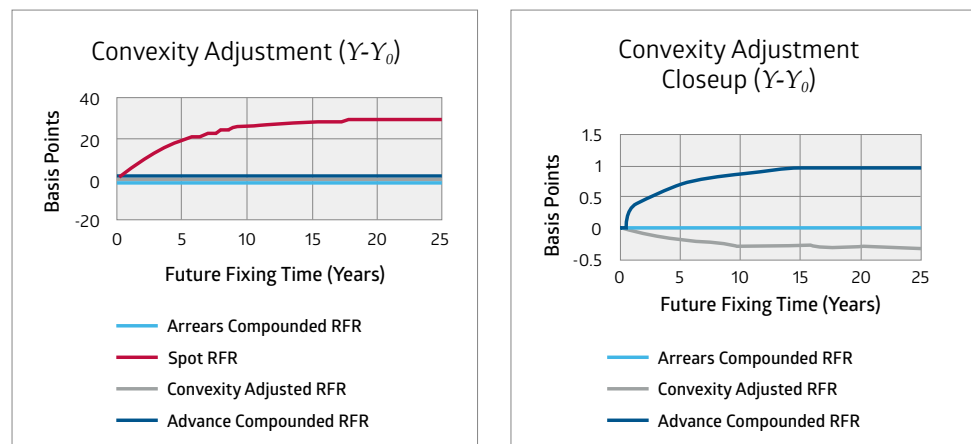 Convexity Adjustment (Y-Y₀)
40
20
0
-20
Basis Points
0 5 10 15 20 25
Future Fixing Time (Years)
Arrears Compounded RFR
Spot RFR
Convexity Adjusted RFR
Advance Compounded RFR
Convexity Adjustment
Closeup (Y-Y₀)
1.5
1
0.5
0
-0.5
Basis Points
0 5 10 15 20 25
Future Fixing Time (Years)
Arrears Compounded RFR
Convexity Adjusted RFR
Advance Compounded RFR